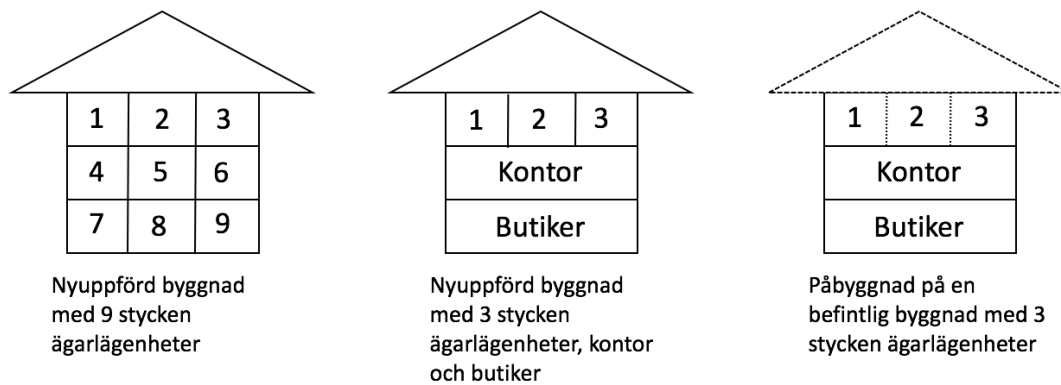 1 2 3
4 5 6
7 8 9
Nyuppförd byggnad
med 9 stycken
ägarlägenheter
1 2 3
Kontor
Butiker
Nyuppförd byggnad
med 3 stycken
ägarlägenheter, kontor
och butiker
1 2 3
Kontor
Butiker
Påbyggnad på en
befintlig byggnad med 3
stycken ägarlägenheter